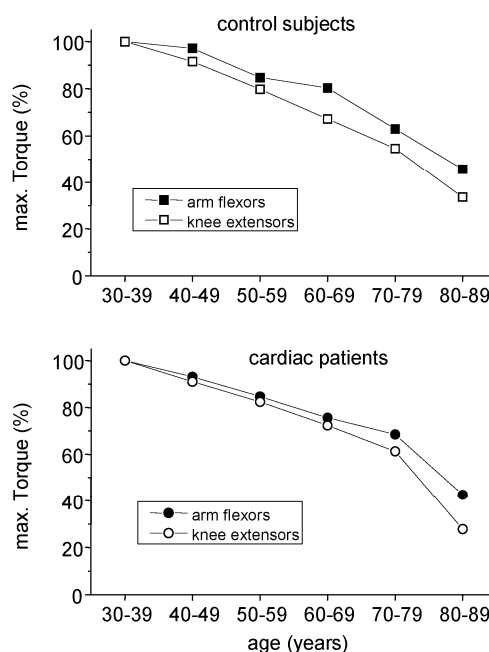 control subjects
max. Torque (%)
100
80
60
40
20
0
arm flexors
knee extensors
30-39 40-49 50-59 60-69 70-79 80-89
cardiac patients
max. Torque (%)
100
80
60
40
20
0
arm flexors
knee extensors
30-39 40-49 50-59 60-69 70-79 80-89
age (years)